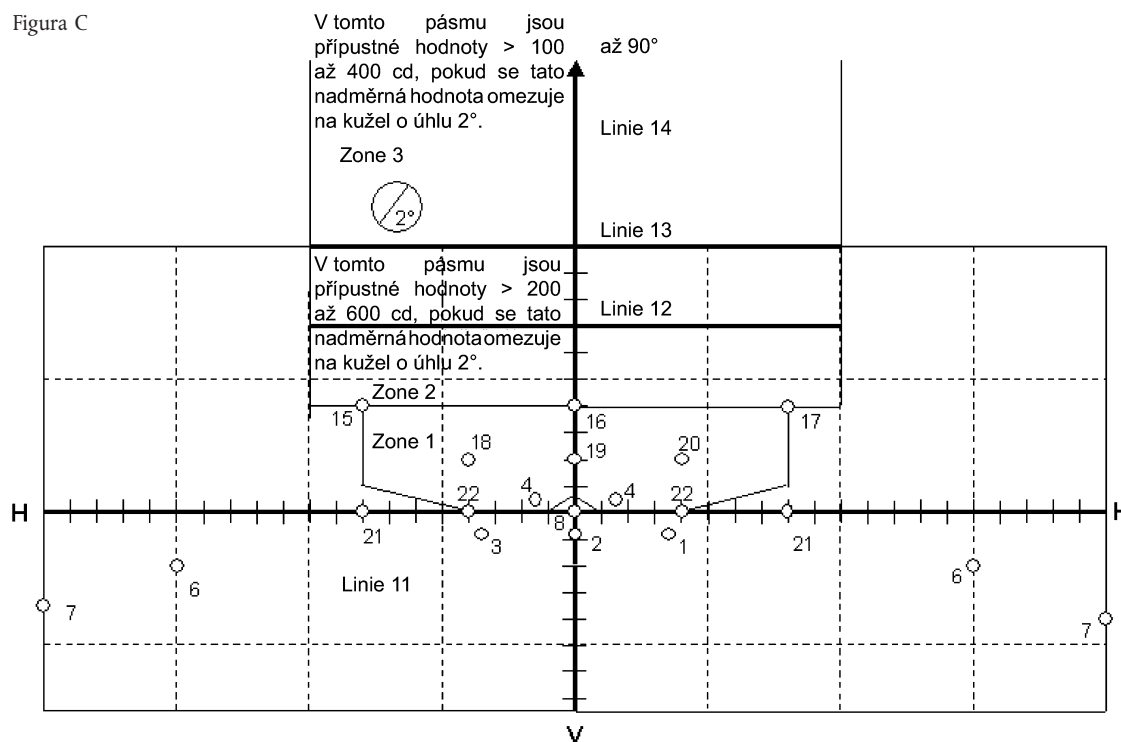 Figura C
V tomto pásmu jsou
přípustné hodnoty > 100
až 400 cd, pokud se tato
nadměrná hodnota omezuje
na kužel o úhlu 2°.
až 90°
Linie 14
Zone 3
2°
Linie 13
V tomto pásmu jsou
přípustné hodnoty > 200
až 600 cd, pokud se tato
nadměrná hodnota omezuje
na kužel o úhlu 2°.
Linie 12
Zone 2
15
16
17
Zone 1
18
19
20
4
4
22
22
H
H
8
21
3
2
1
21
Linie 11
6
6
7
7
V